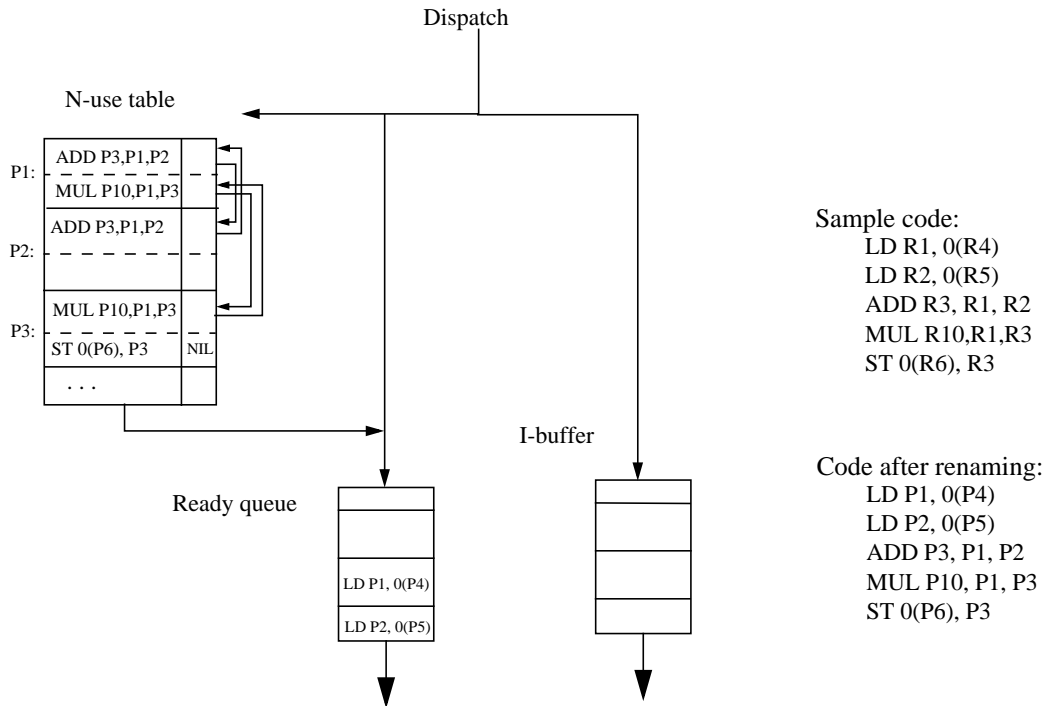 Dispatch
N-use table
P1:
ADD P3,P1,P2
MUL P10,P1,P3
P2:
ADD P3,P1,P2
P3:
MUL P10,P1,P3
ST 0(P6), P3
NIL
. . .
Sample code:
LD R1, 0(R4)
LD R2, 0(R5)
ADD R3, R1, R2
MUL R10,R1,R3
ST 0(R6), R3
I-buffer
Ready queue
LD P1, 0(P4)
LD P2, 0(P5)
Code after renaming:
LD P1, 0(P4)
LD P2, 0(P5)
ADD P3, P1, P2
MUL P10, P1, P3
ST 0(P6), P3